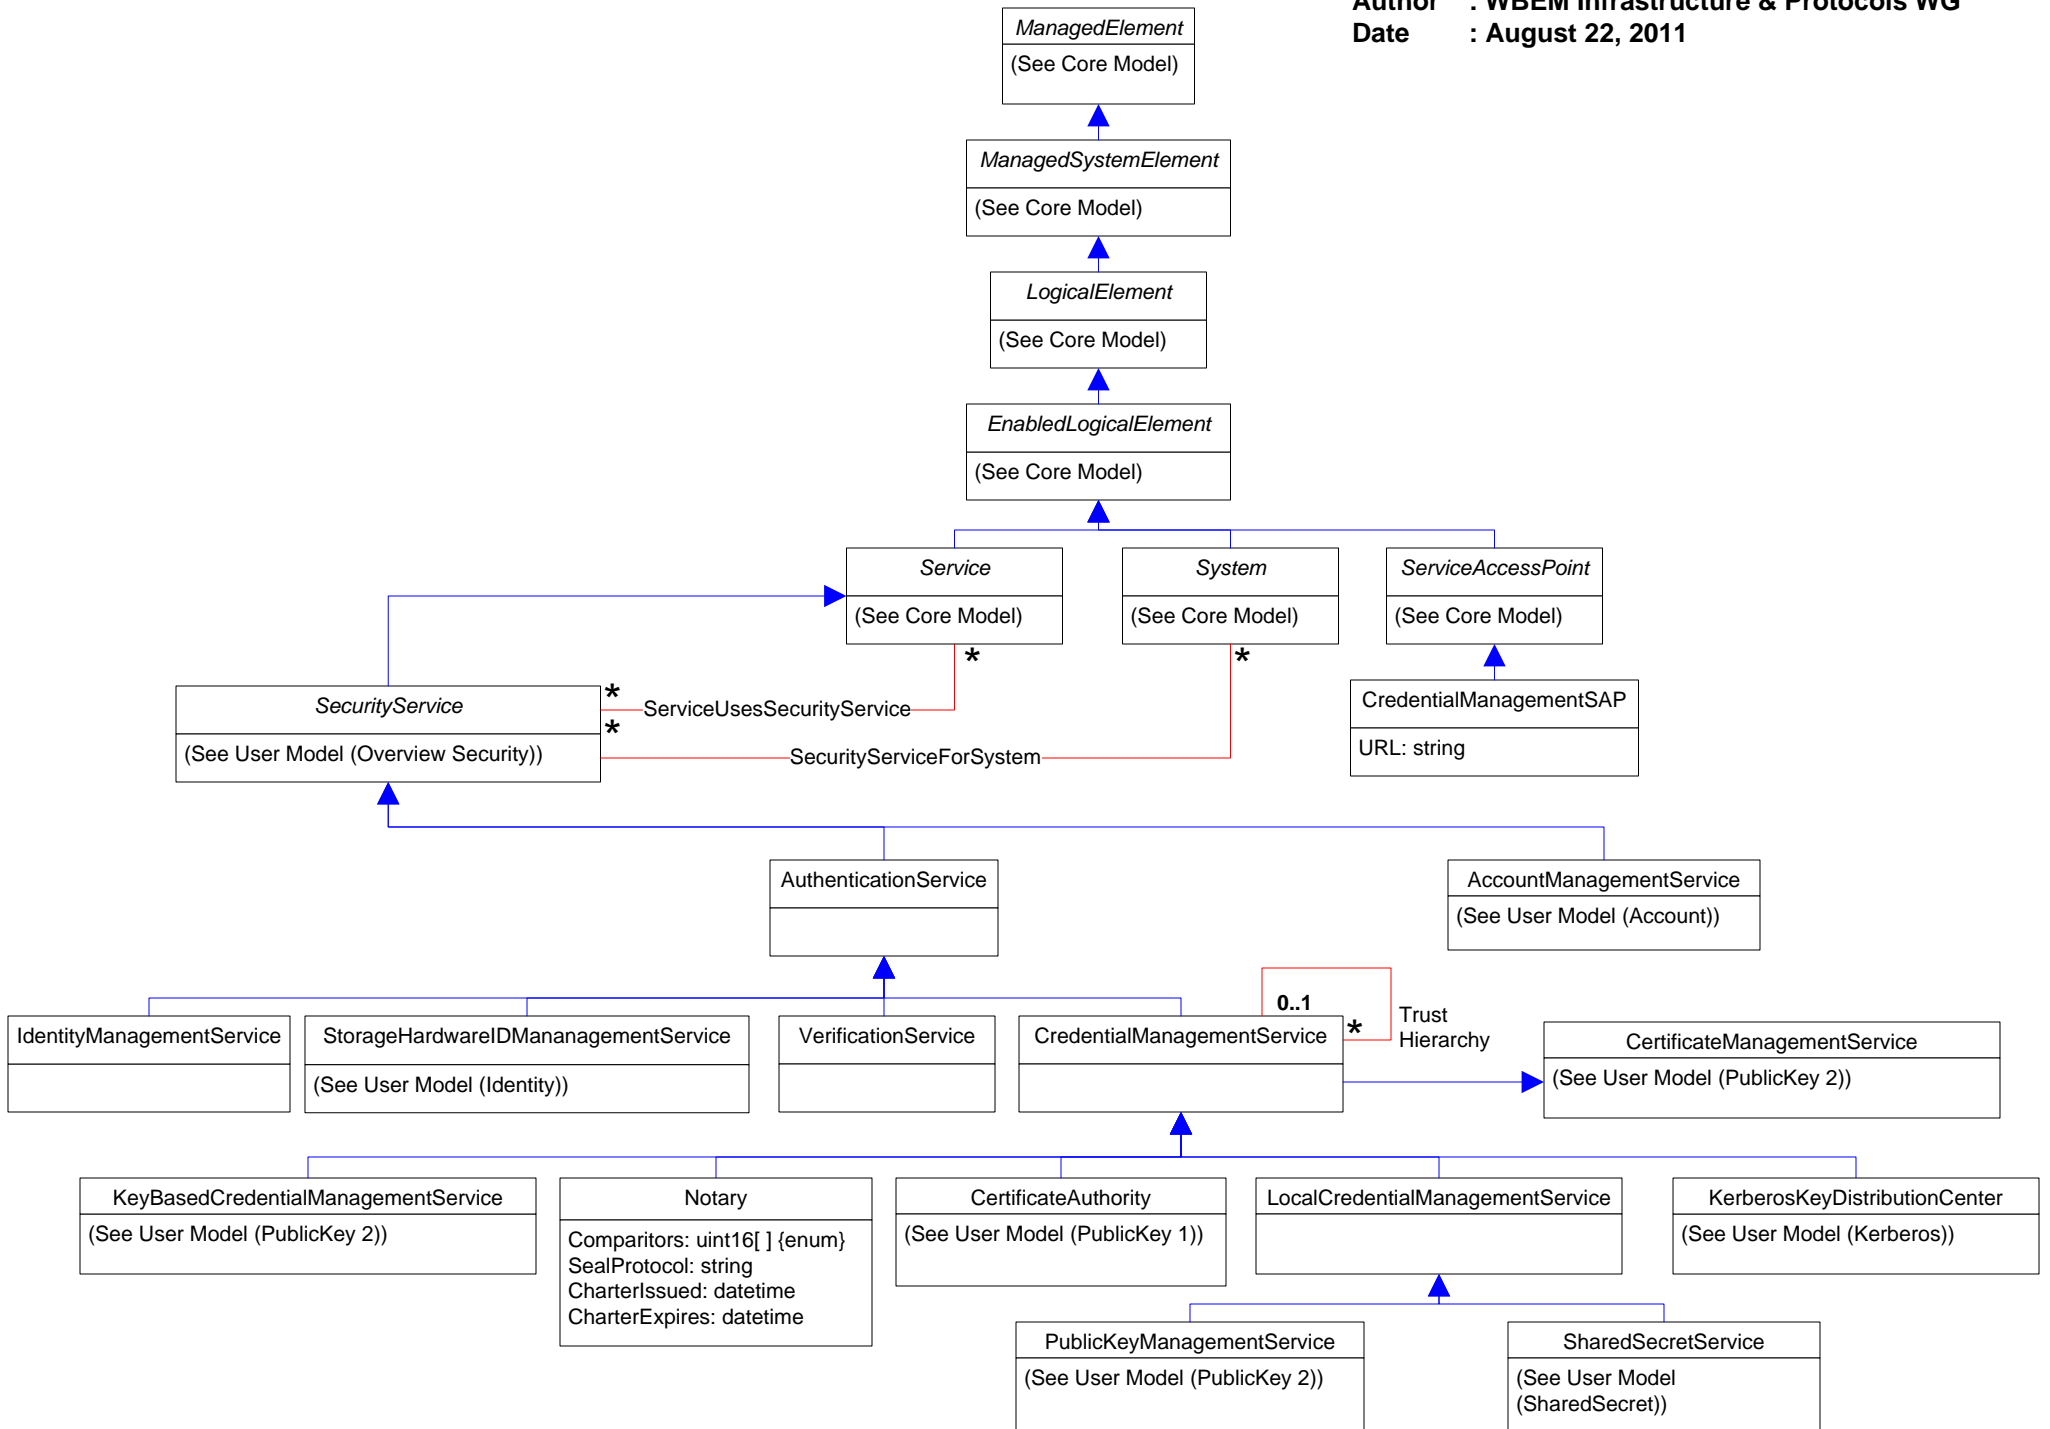 Author : WBEM Infrastructure & Protocols WG
Date : August 22, 2011
ManagedElement
(See Core Model)
ManagedSystemElement
(See Core Model)
LogicalElement
(See Core Model)
EnabledLogicalElement
(See Core Model)
Service
(See Core Model)
System
(See Core Model)
ServiceAccessPoint
(See Core Model)
*
*
SecurityService
(See User Model (Overview Security))
*
ServiceUsesSecurityService
*
SecurityServiceForSystem
CredentialManagementSAP
URL: string
AuthenticationService
AccountManagementService
(See User Model (Account))
IdentityManagementService
StorageHardwareIDMananagementService
(See User Model (Identity))
VerificationService
CredentialManagementService
0..1
*
Trust
Hierarchy
CertificateManagementService
(See User Model (PublicKey 2))
KeyBasedCredentialManagementService
(See User Model (PublicKey 2))
Notary
Comparitors: uint16[ ] {enum}
SealProtocol: string
CharterIssued: datetime
CharterExpires: datetime
CertificateAuthority
(See User Model (PublicKey 1))
LocalCredentialManagementService
KerberosKeyDistributionCenter
(See User Model (Kerberos))
PublicKeyManagementService
(See User Model (PublicKey 2))
SharedSecretService
(See User Model
(SharedSecret))